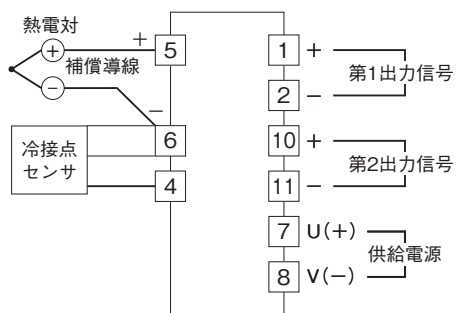 熱電対
+ + 5
補償導線
− −
6
冷接点
センサ
4
1 +
第1出力信号
2 −
10 +
第2出力信号
11 −
7 U(+)
供給電源
8 V(−)